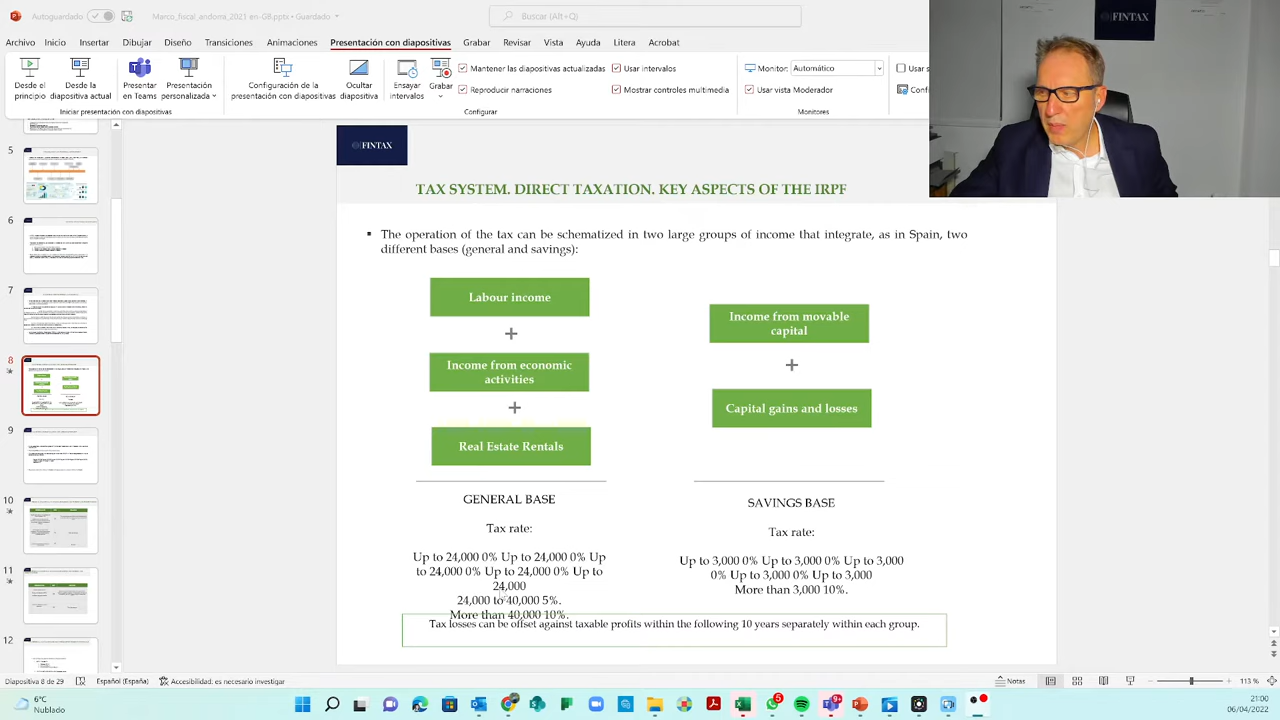 Autoguardado
Marco_fiscal_andorra_2021 en-GB.pptx • Guardado
Buscar (Alt+Q)
Archivo Inicio Insertar Dibujar Diseño Transiciones Animaciones Presentación con diapositivas Grabar Revisar Vista Ayuda Litera Acrobat
Desde el principio
Desde la diapositiva actual
Presentar en Teams
Presentación personalizada
Configuración de la presentación con diapositivas
Ocultar diapositiva
Ensayar intervalos
Grabar
Mantener las diapositivas actualizadas
Reproducir narraciones
Usar intervalos
Mostrar controles multimedia
Monitor: Automático
Usar vista Moderador
Usar s
Confi
Iniciar presentación con diapositivas
Configurar
Monitores
FINTAX
5
6
7
8
9
10
11
12
FINTAX
TAX SYSTEM. DIRECT TAXATION. KEY ASPECTS OF THE IRPF
The operation of this tax can be schematized in two large groups of income that integrate, as in Spain, two
different bases (general and savings):
Labour income
+
Income from economic
activities
+
Real Estate Rentals
GENERAL BASE
Tax rate:
Up to 24,000 0% Up to 24,000 0% Up
to 24,000 0% Up to 24,000 0% Up to
000
24,000 to 40,000 5%.
More than 40,000 10%.
Income from movable
capital
+
Capital gains and losses
INGS BASE
Tax rate:
Up to 3,000 0% Up to 3,000 0% Up to 3,000
0% Up to 3,000 0% Up to 3,000
More than 3,000 10%.
Tax losses can be offset against taxable profits within the following 10 years separately within each group.
Diapositiva 8 de 29
Español (España)
Accesibilidad: es necesario investigar
Notas
113 %
6°C
Nublado
5
9+
21:00
06/04/2022